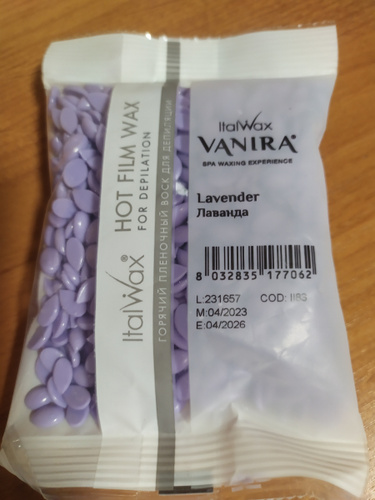 ItalWax
HOT FILM WAX
FOR DEPILATION
ГОРЯЧИЙ ПЛЕНОЧНЫЙ ВОСК ДЛЯ ДЕПИЛЯЦИИ
ItalWax
VANIRA®
SPA WAXING EXPERIENCE
Lavender
Лаванда
8 032835 177062
L:231657 COD:
M:04/2023
E:04/2026